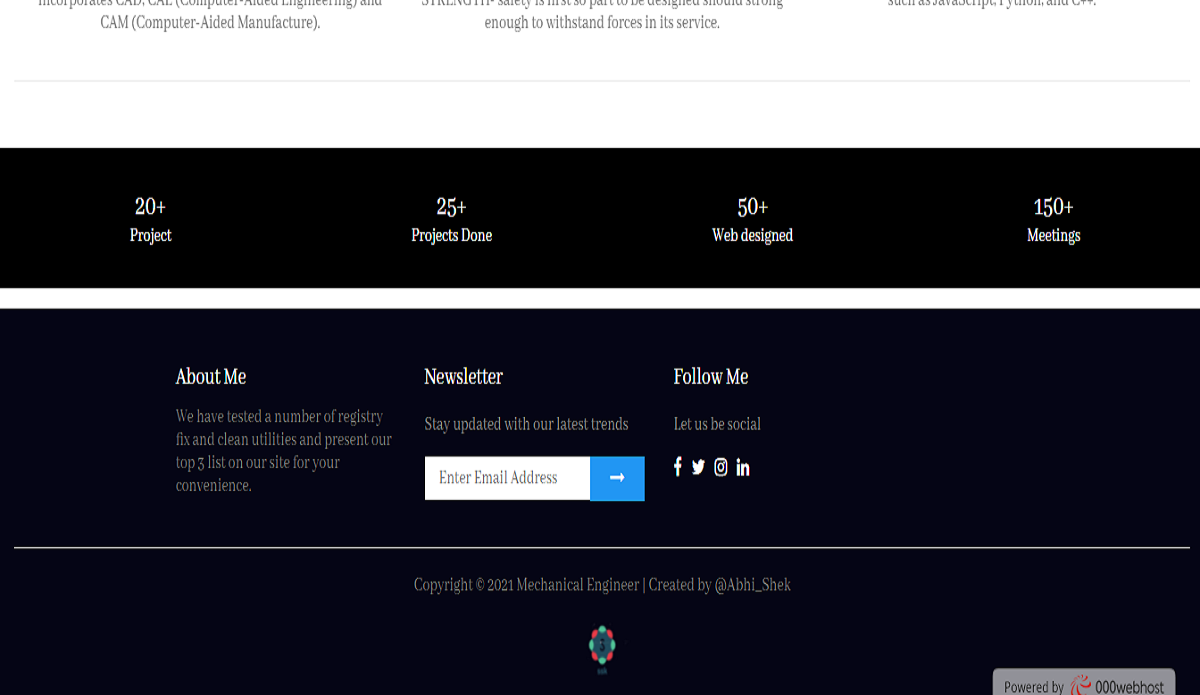 incorporates CAD, CAE (Computer-Aided Engineering) and
CAM (Computer-Aided Manufacture).
STRENGTH- safety is first so part to be designed should strong
enough to withstand forces in its service.
such as JavaScript, Python, and C++.
20+
Project
25+
Projects Done
50+
Web designed
150+
Meetings
About Me
We have tested a number of registry
fix and clean utilities and present our
top 3 list on our site for your
convenience.
Newsletter
Stay updated with our latest trends
Enter Email Address
Follow Me
Let us be social
Copyright © 2021 Mechanical Engineer | Created by @Abhi_Shek
3
Powered by 000webhost